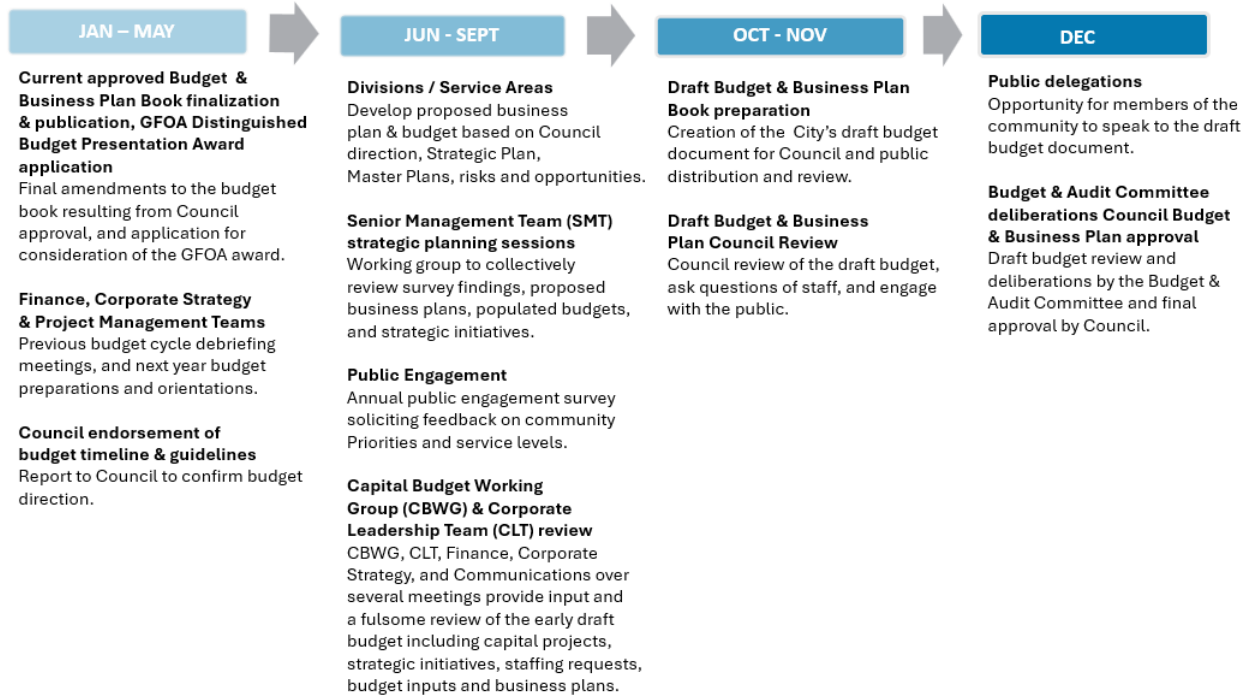 JAN – MAY
Current approved Budget &
Business Plan Book finalization
& publication, GFOA Distinguished
Budget Presentation Award
application
Final amendments to the budget
book resulting from Council
approval, and application for
consideration of the GFOA award.
Finance, Corporate Strategy
& Project Management Teams
Previous budget cycle debriefing
meetings, and next year budget
preparations and orientations.
Council endorsement of
budget timeline & guidelines
Report to Council to confirm budget
direction.
JUN - SEPT
Divisions / Service Areas
Develop proposed business
plan & budget based on Council
direction, Strategic Plan,
Master Plans, risks and opportunities.
Senior Management Team (SMT)
strategic planning sessions
Working group to collectively
review survey findings, proposed
business plans, populated budgets,
and strategic initiatives.
Public Engagement
Annual public engagement survey
soliciting feedback on community
Priorities and service levels.
Capital Budget Working
Group (CBWG) & Corporate
Leadership Team (CLT) review
CBWG, CLT, Finance, Corporate
Strategy, and Communications over
several meetings provide input and
a fulsome review of the early draft
budget including capital projects,
strategic initiatives, staffing requests,
budget inputs and business plans.
OCT - NOV
Draft Budget & Business Plan
Book preparation
Creation of the City's draft budget
document for Council and public
distribution and review.
Draft Budget & Business
Plan Council Review
Council review of the draft budget,
ask questions of staff, and engage
with the public.
DEC
Public delegations
Opportunity for members of the
community to speak to the draft
budget document.
Budget & Audit Committee
deliberations Council Budget
& Business Plan approval
Draft budget review and
deliberations by the Budget &
Audit Committee and final
approval by Council.